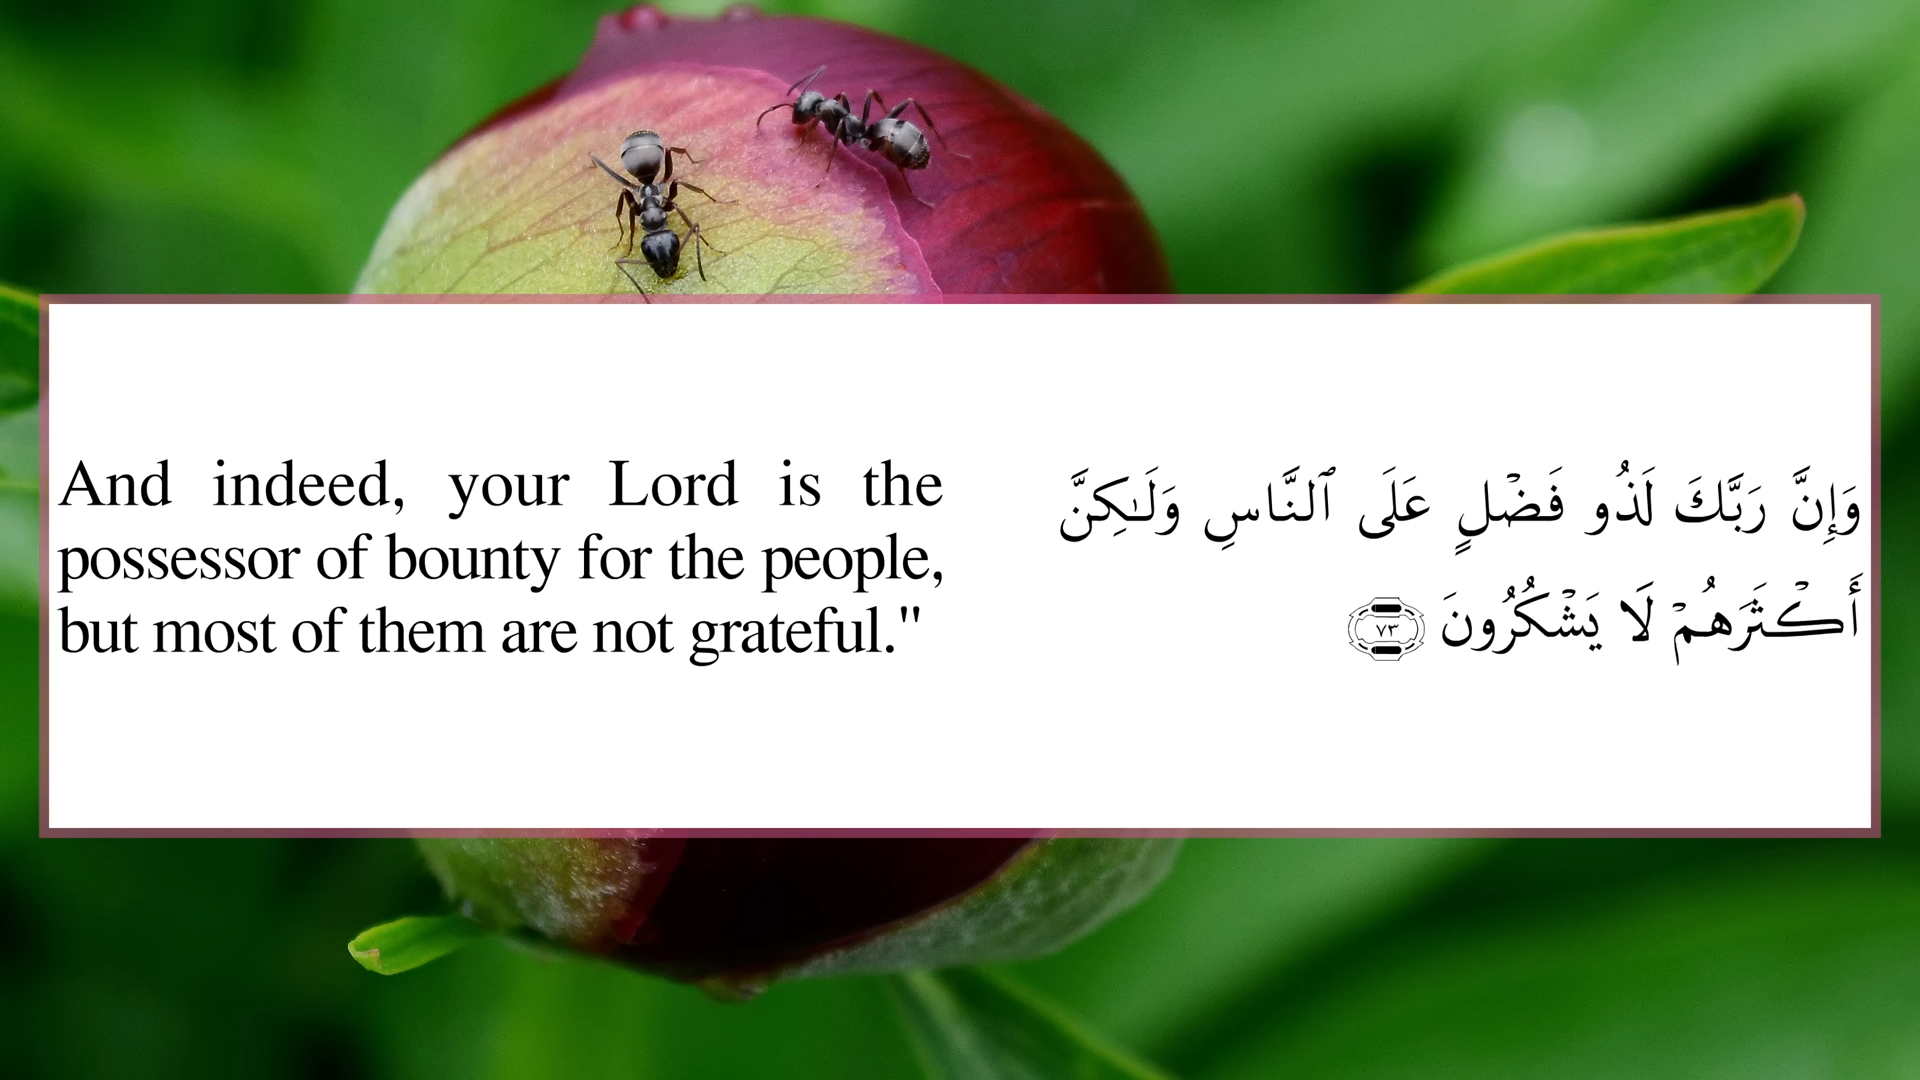 And indeed, your Lord is the
possessor of bounty for the people,
but most of them are not grateful."
وَإِنَّ رَبَّكَ لَذُو فَضْلٍ عَلَى ٱلنَّاسِ وَلَـٰكِنَّ
أَكْثَرَهُمْ لَا يَشْكُرُونَ ٧٣